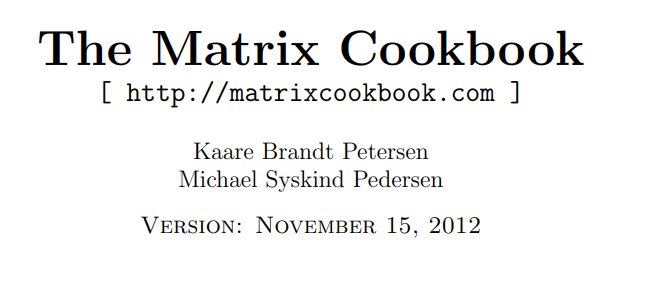 The Matrix Cookbook
[ http://matrixcookbook.com ]
Kaare Brandt Petersen
Michael Syskind Pedersen
Version: November 15, 2012